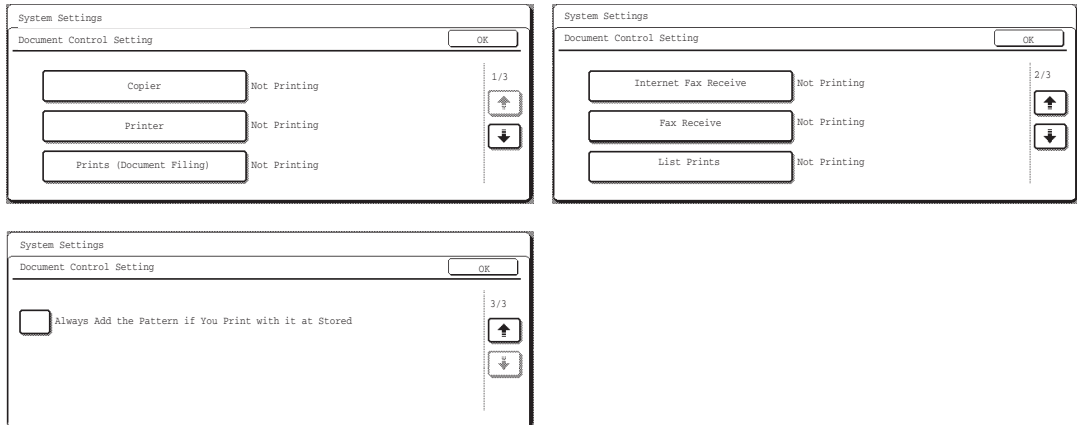 System Settings
Document Control Setting
OK
1/3
Copier
Not Printing
Printer
Not Printing
Prints (Document Filing)
Not Printing
System Settings
Document Control Setting
OK
2/3
Internet Fax Receive
Not Printing
Fax Receive
Not Printing
List Prints
Not Printing
System Settings
Document Control Setting
OK
3/3
Always Add the Pattern if You Print with it at Stored